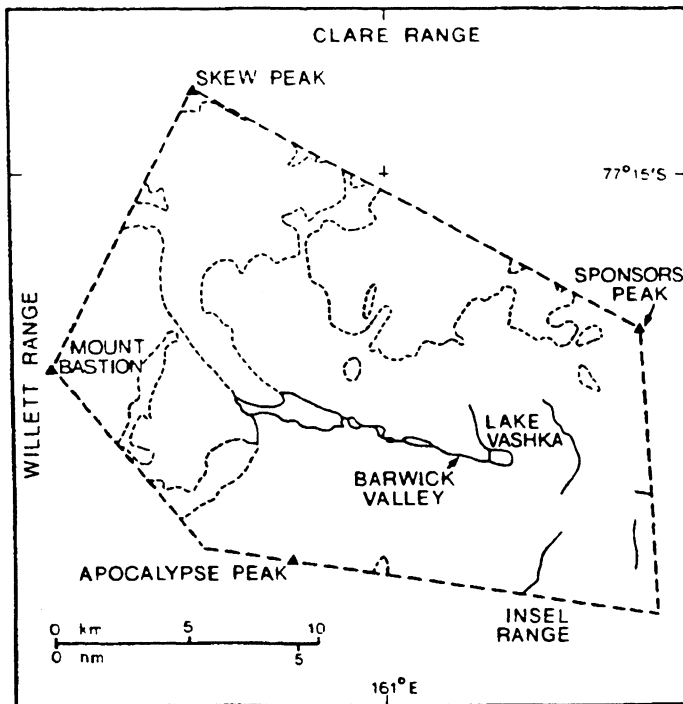 CLARE RANGE
SKEW PEAK
77°15'S
SPONSORS
PEAK
WILLETT RANGE
MOUNT
BASTION
LAKE
VASHKA
BARWICK
VALLEY
APOCALYPSE PEAK
INSEL
RANGE
0 km 5 10
0 nm 5
161°E